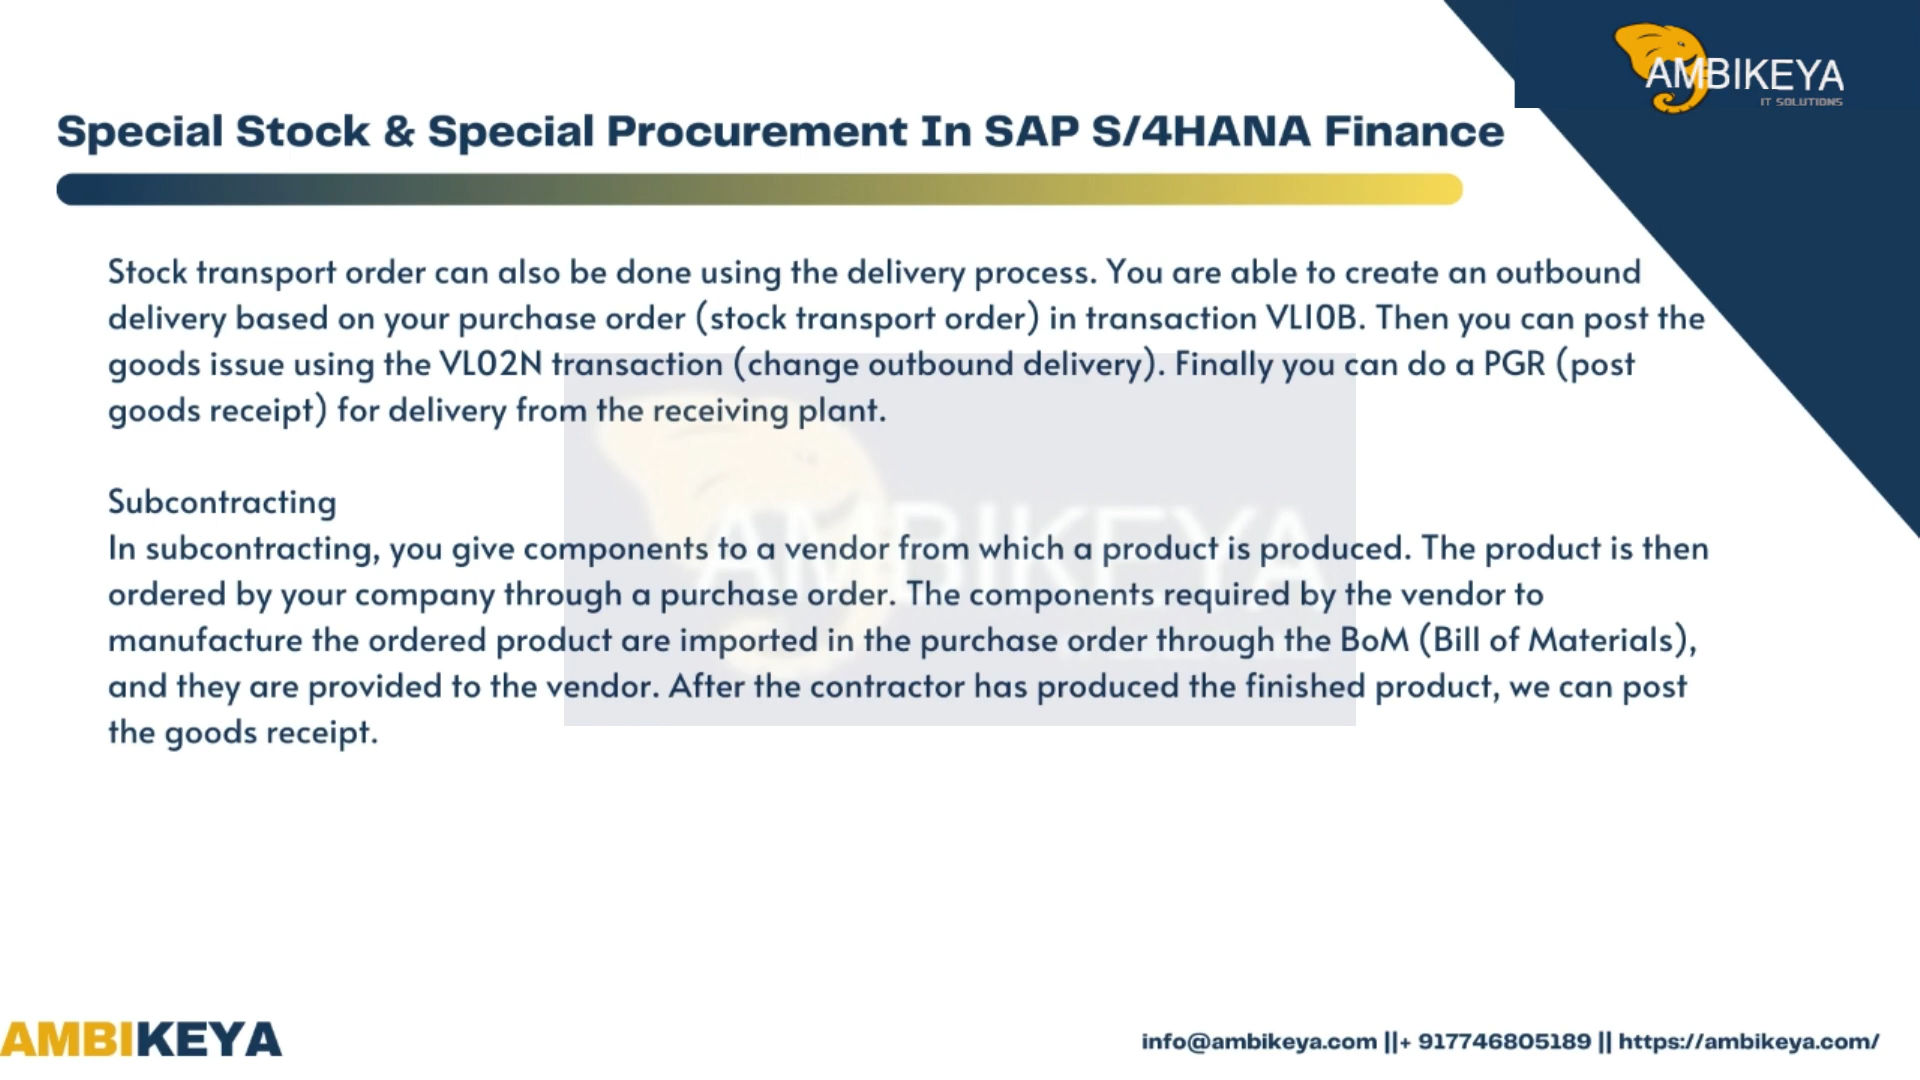 AMBIKEYA
IT SOLUTIONS
Special Stock & Special Procurement In SAP S/4HANA Finance
Stock transport order can also be done using the delivery process. You are able to create an outbound
delivery based on your purchase order (stock transport order) in transaction VL10B. Then you can post the
goods issue using the VL02N transaction (change outbound delivery). Finally you can do a PGR (post
goods receipt) for delivery from the receiving plant.
Subcontracting
In subcontracting, you give components to a vendor from which a product is produced. The product is then
ordered by your company through a purchase order. The components required by the vendor to
manufacture the ordered product are imported in the purchase order through the BoM (Bill of Materials),
and they are provided to the vendor. After the contractor has produced the finished product, we can post
the goods receipt.
AMBIKEYA
AMBIKEYA
info@ambikeya.com ||+ 917746805189 || https://ambikeya.com/